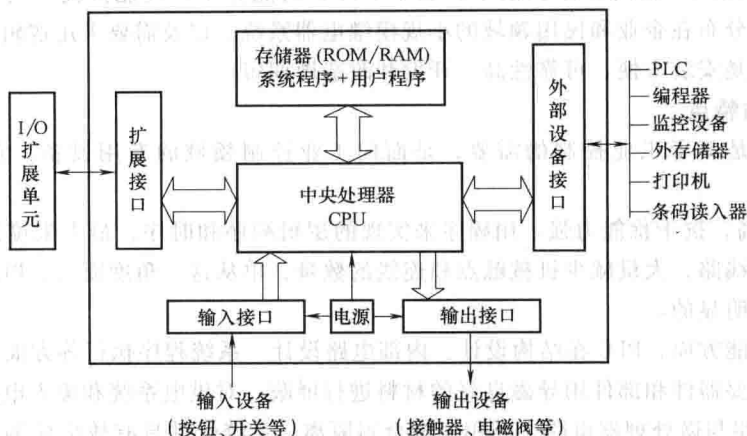 存储器(ROM/RAM)
系统程序+用户程序
I/O
扩展单元
扩展接口
中央处理器
CPU
外部设备接口
PLC
编程器
监控设备
外存储器
打印机
条码读入器
输入接口
电源
输出接口
输入设备
(按钮、开关等)
输出设备
(接触器、电磁阀等)